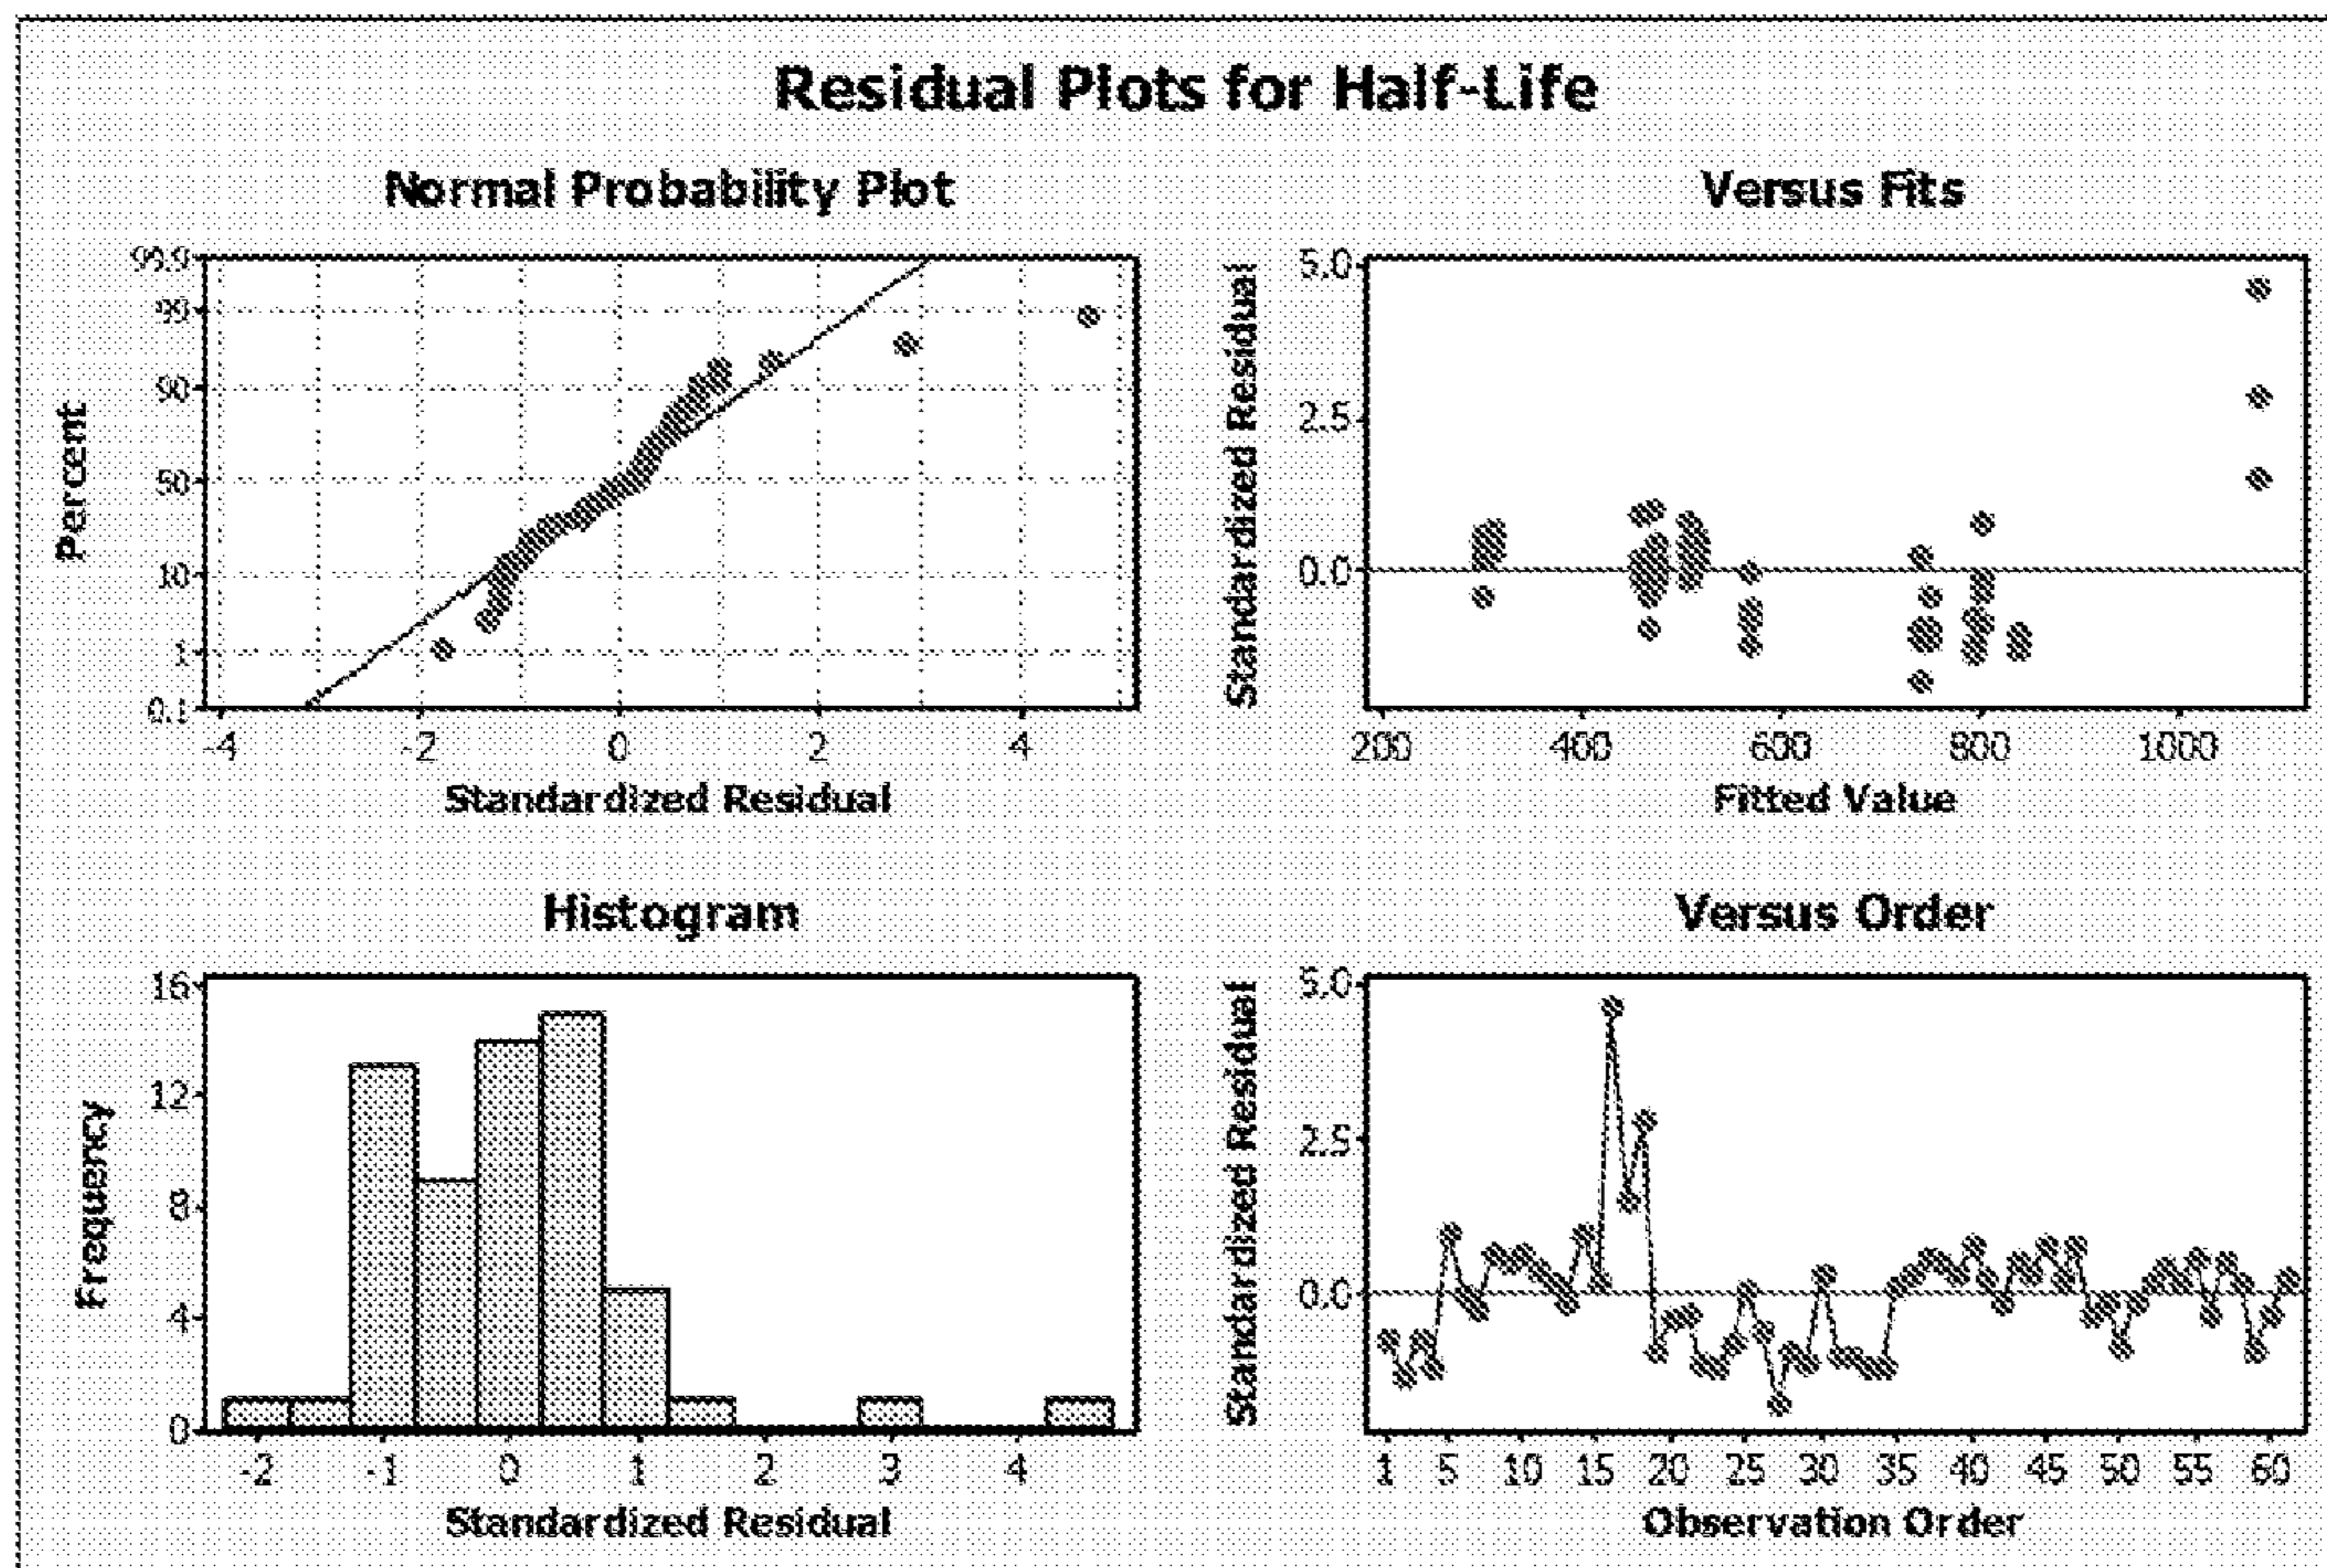 Residual Plots for Half-Life
Normal Probability Plot
99.9
99
90
50
10
1
0.1
Percent
-4 -2 0 2 4
Standardized Residual
Versus Fits
5.0
2.5
0.0
Standardized Residual
200 400 600 800 1000
Fitted Value
Histogram
16
12
8
4
0
Frequency
-2 -1 0 1 2 3 4
Standardized Residual
Versus Order
5.0
2.5
0.0
Standardized Residual
1 5 10 15 20 25 30 35 40 45 50 55 60
Observation Order